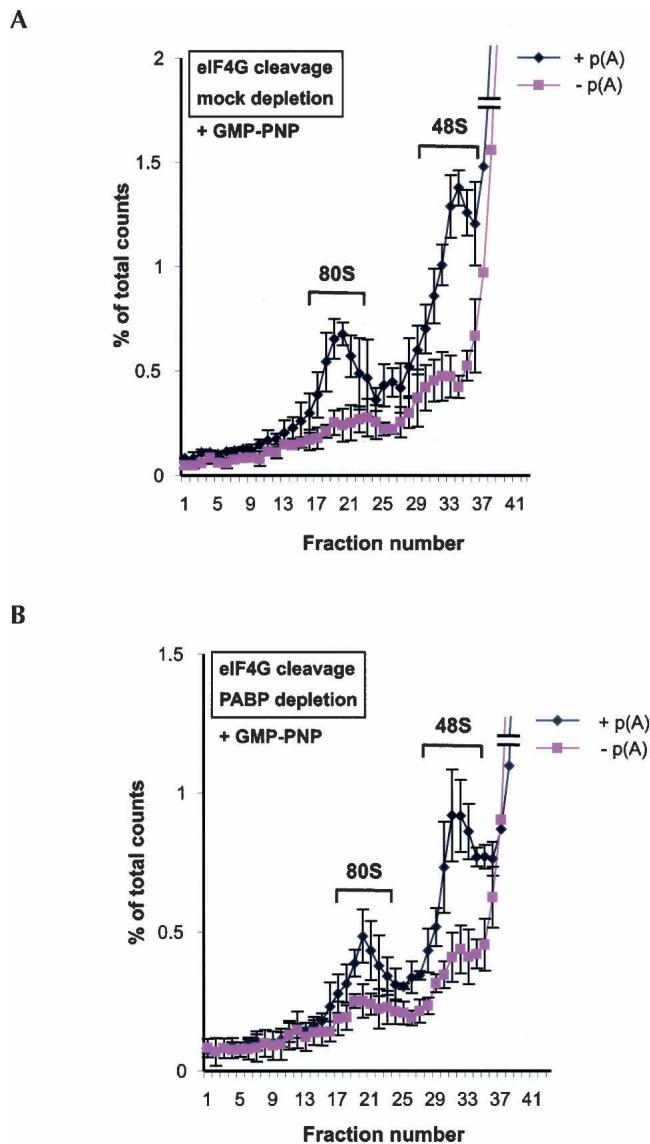 A
eIF4G cleavage
mock depletion
+ GMP-PNP
+ p(A)
- p(A)
48S
80S
2
1.5
1
0.5
0
% of total counts
1 5 9 13 17 21 25 29 33 37 41
Fraction number
B
eIF4G cleavage
PABP depletion
+ GMP-PNP
+ p(A)
- p(A)
48S
80S
1.5
1
0.5
0
% of total counts
1 5 9 13 17 21 25 29 33 37 41
Fraction number